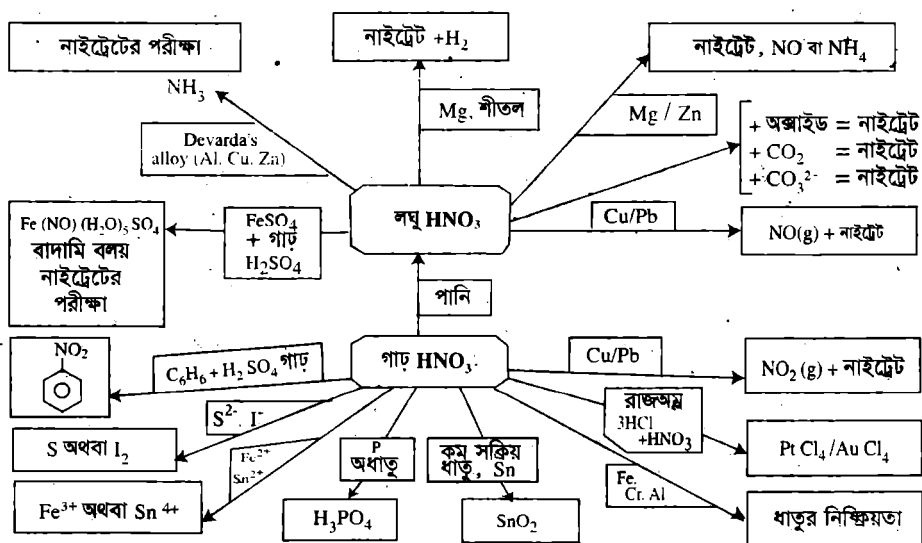 নাইট্রেটের পরীক্ষা
নাইট্রেট +H₂
নাইট্রেট, NO বা NH₄
NH₃
Mg, শীতল
Mg / Zn
Devarda's
alloy (Al. Cu. Zn)
+ অক্সাইড = নাইট্রেট
+ CO₂ = নাইট্রেট
+ CO₃²⁻ = নাইট্রেট
Fe (NO) (H₂O)₅ SO₄
বাদামি বলয়
নাইট্রেটের
পরীক্ষা
FeSO₄
+ গাঢ়
H₂SO₄
লঘু HNO₃
Cu/Pb
NO(g) + নাইট্রেট
পানি
NO₂
C₆H₆ + H₂SO₄ গাঢ়
গাঢ় HNO₃
Cu/Pb
NO₂ (g) + নাইট্রেট
S অথবা I₂
S²⁻. I⁻
রাজঅম্ল
3HCl
+HNO₃
Pt Cl₄ /Au Cl₄
Fe³⁺ অথবা Sn⁴⁺
Fe²⁺
Sn²⁺
P
অধাতু
কম সক্রিয়
ধাতু, Sn
Fe,
Cr. Al
H₃PO₄
SnO₂
ধাতুর নিষ্ক্রিয়তা